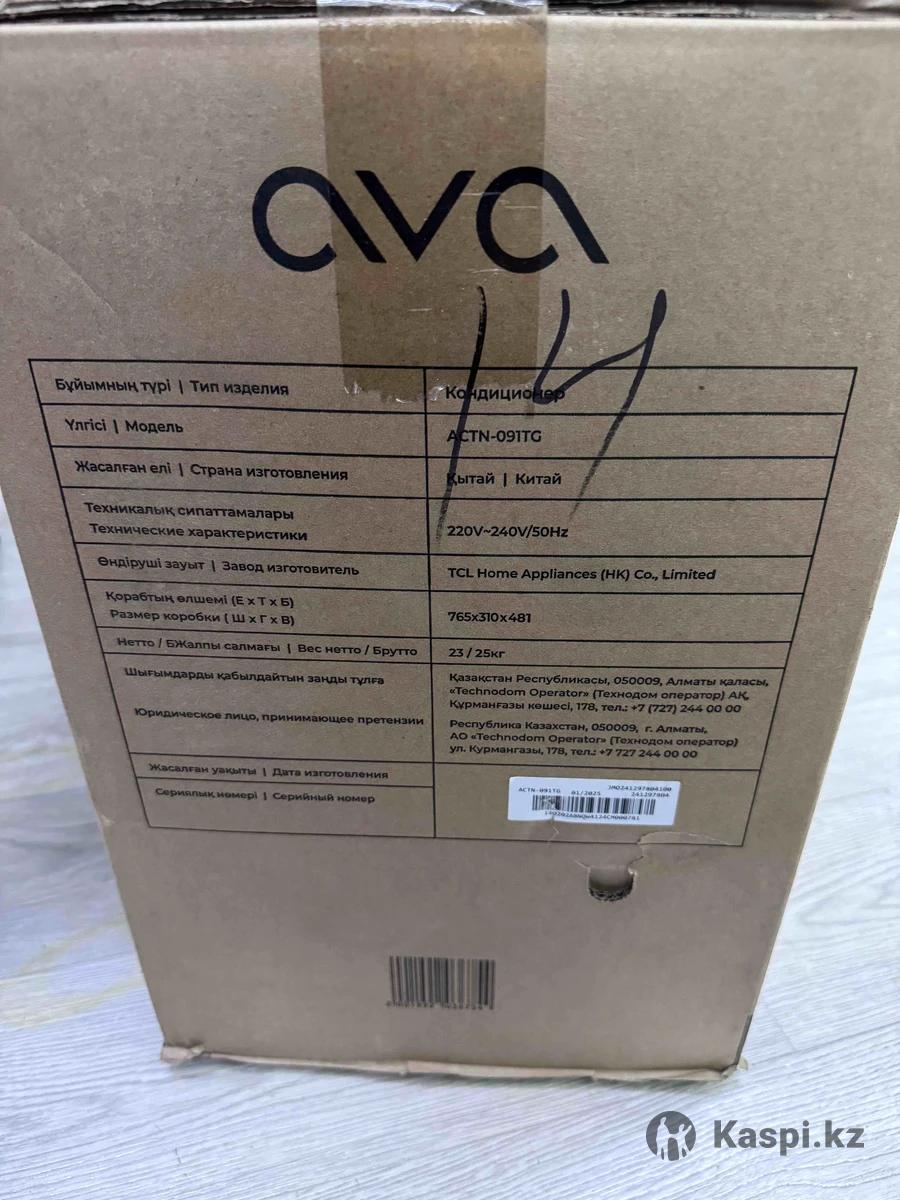 ava
14
Бұйымның түрі | Тип изделия
Кондиционер
Үлгісі | Модель
ACTN-091TG
Жасалған елі | Страна изготовления
Қытай | Китай
Техникалық сипаттамалары
Технические характеристики
220V~240V/50Hz
Өндіруші зауыт | Завод изготовитель
TCL Home Appliances (HK) Co., Limited
Қорабтың өлшемі (Е х Т х Б)
Размер коробки ( Ш х Г х В)
765x310x481
Нетто / БЖалпы салмағы | Вес нетто / Брутто
23 / 25кг
Шығымдарды қабылдайтын заңды тұлға
Юридическое лицо, принимающее претензии
Қазақстан Республикасы, 050009, Алматы қаласы,
«Technodom Operator» (Технодом оператор) АҚ,
Құрманғазы көшесі, 178, тел.: +7 (727) 244 00 00
Республика Казахстан, 050009, г. Алматы,
АО «Technodom Operator» (Технодом оператор)
ул. Курмангазы, 178, тел.: +7 727 244 00 00
Жасалған уақыты | Дата изготовления
Сериялық нөмері | Серийный номер
ACTN-091TG 01/2025 JMO241297804100
241297804
Kaspi.kz